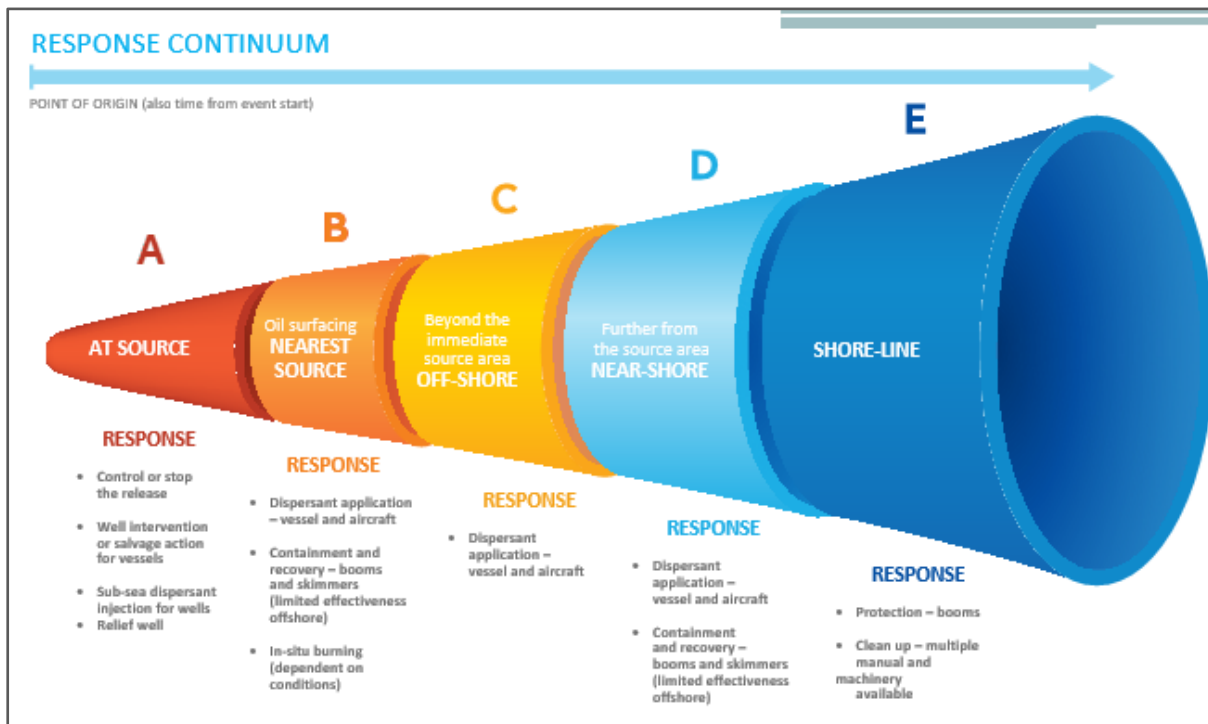 RESPONSE CONTINUUM
POINT OF ORIGIN (also time from event start)
A
B
C
D
E
AT SOURCE
Oil surfacing
NEAREST
SOURCE
Beyond the
immediate
source area
OFF-SHORE
Further from
the source area
NEAR-SHORE
SHORE-LINE
RESPONSE
• Control or stop
the release
• Well intervention
or salvage action
for vessels
• Sub-sea dispersant
injection for wells
• Relief well
RESPONSE
• Dispersant application
– vessel and aircraft
• Containment and
recovery – booms
and skimmers
(limited effectiveness
offshore)
• In-situ burning
(dependent on
conditions)
RESPONSE
• Dispersant
application –
vessel and aircraft
RESPONSE
• Dispersant
application –
vessel and aircraft
• Containment
and recovery –
booms and skimmers
(limited effectiveness
offshore)
RESPONSE
• Protection – booms
• Clean up – multiple
manual and
machinery
available